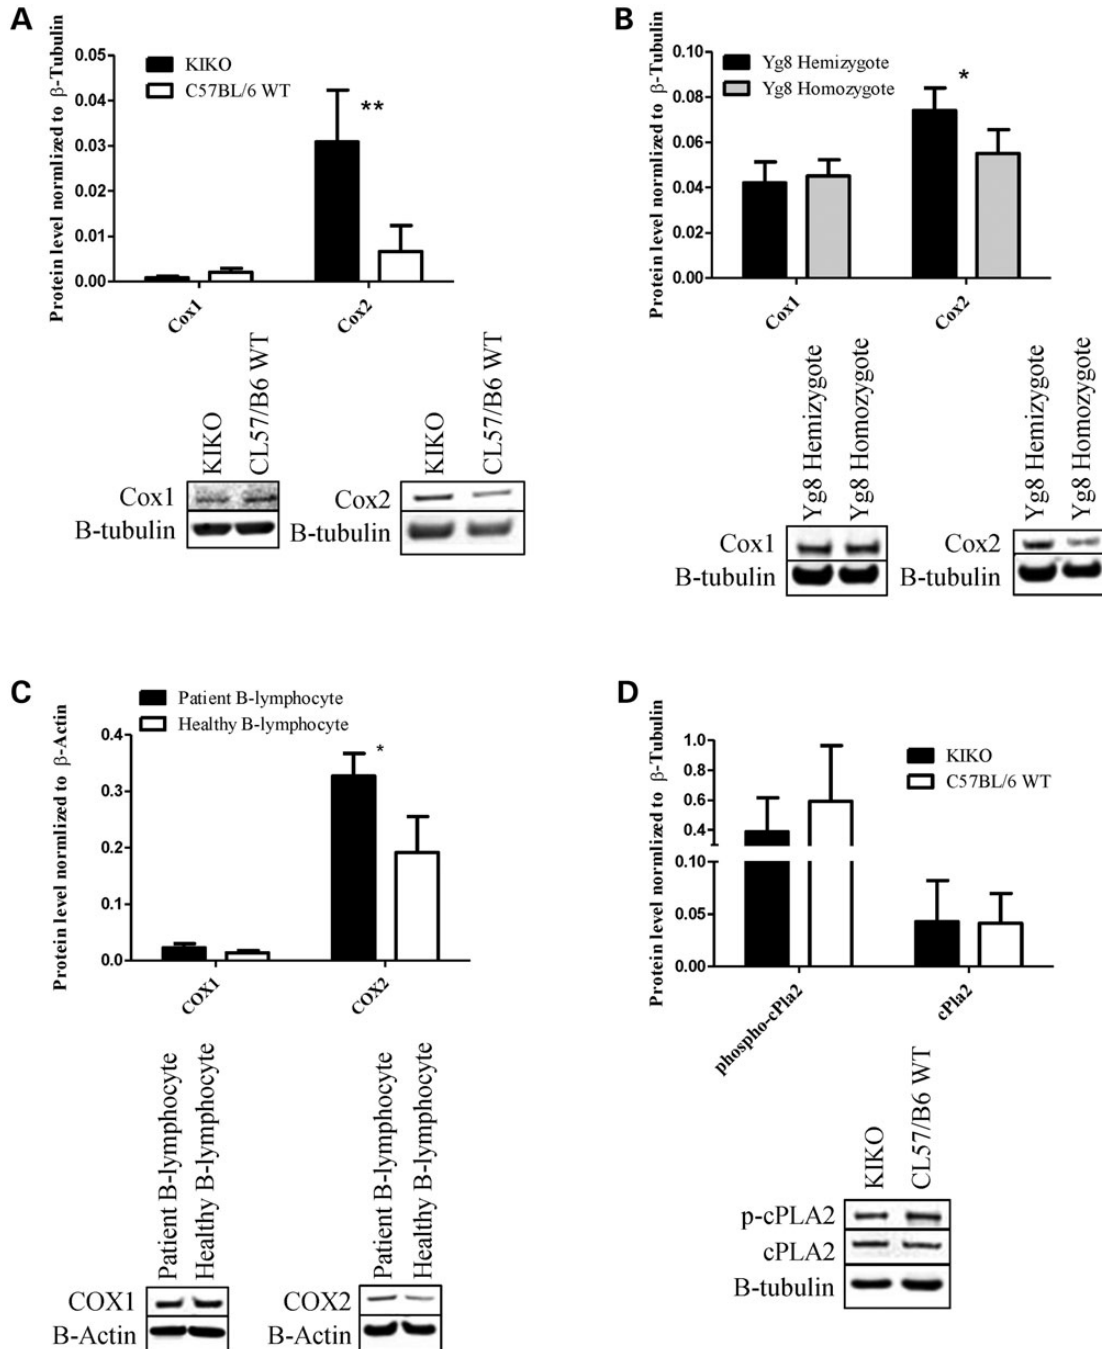 A
Protein level normlized to β-Tubulin
0.05
0.04
0.03
0.02
0.01
0.00
KIKO
C57BL/6 WT
**
Cox1
Cox2
KIKO
CL57/B6 WT
Cox1
B-tubulin
KIKO
CL57/B6 WT
Cox2
B-tubulin
B
Protein level normlized to β-Tubulin
0.10
0.08
0.06
0.04
0.02
0.00
Yg8 Hemizygote
Yg8 Homozygote
*
Cox1
Cox2
Yg8 Hemizygote
Yg8 Homozygote
Cox1
B-tubulin
Yg8 Hemizygote
Yg8 Homozygote
Cox2
B-tubulin
C
Protein level normlized to β-Actin
0.4
0.3
0.2
0.1
0.0
Patient B-lymphocyte
Healthy B-lymphocyte
*
COX1
COX2
Patient B-lymphocyte
Healthy B-lymphocyte
COX1
B-Actin
Patient B-lymphocyte
Healthy B-lymphocyte
COX2
B-Actin
D
Protein level normlized to β-Tubulin
1.0
0.8
0.6
0.4
0.10
0.05
0.00
KIKO
C57BL/6 WT
phospho-cPla2
cPla2
KIKO
CL57/B6 WT
p-cPLA2
cPLA2
B-tubulin